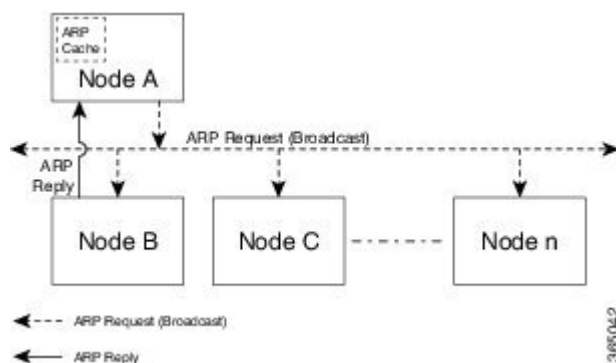 ARP
Cache
Node A
ARP Request (Broadcast)
ARP
Reply
Node B
Node C
Node n
ARP Request (Broadcast)
ARP Reply